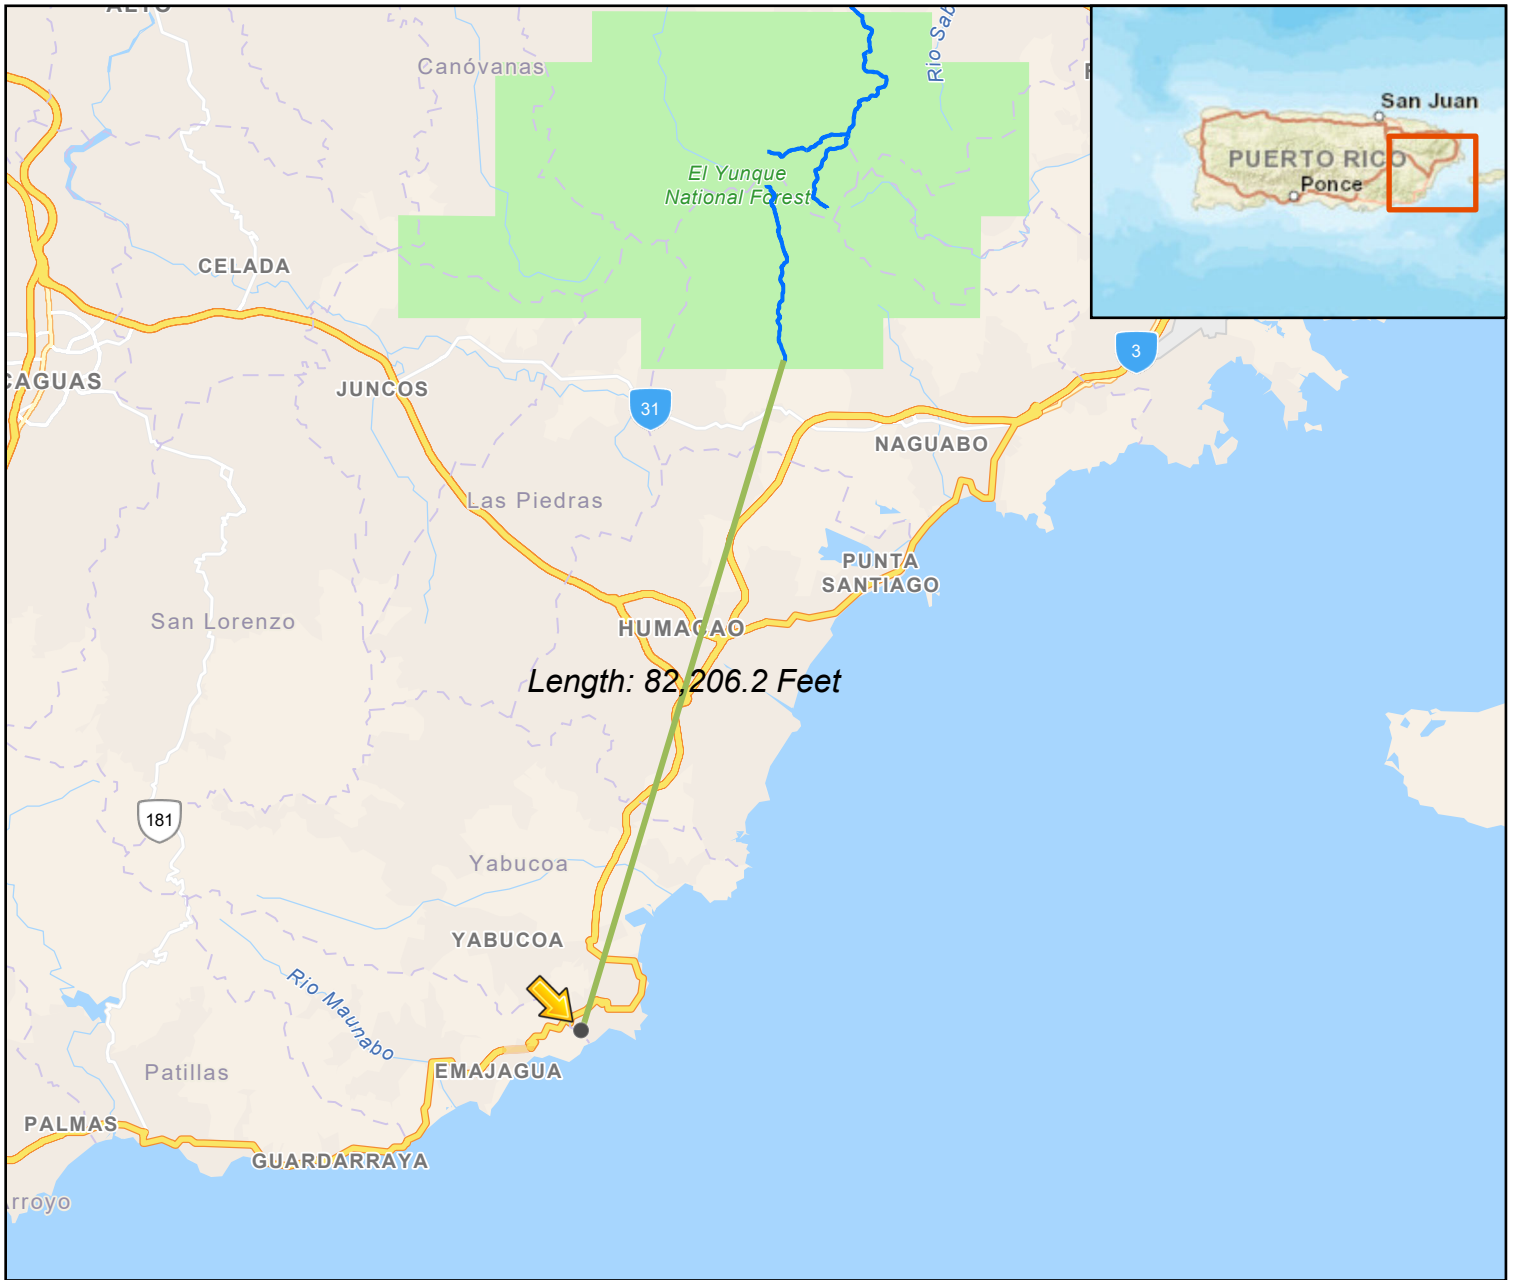 Canóvanas
Rio Sab
San Juan
PUERTO RICO
Ponce
El Yunque
National Forest
CELADA
3
CAGUAS
JUNCOS
31
NAGUABO
Las Piedras
PUNTA
SANTIAGO
San Lorenzo
HUMACAO
Length: 82,206.2 Feet
181
Yabucoa
YABUCOA
Rio Maunabo
EMAJAGUA
Patillas
PALMAS
GUARDARRAYA
rroyo